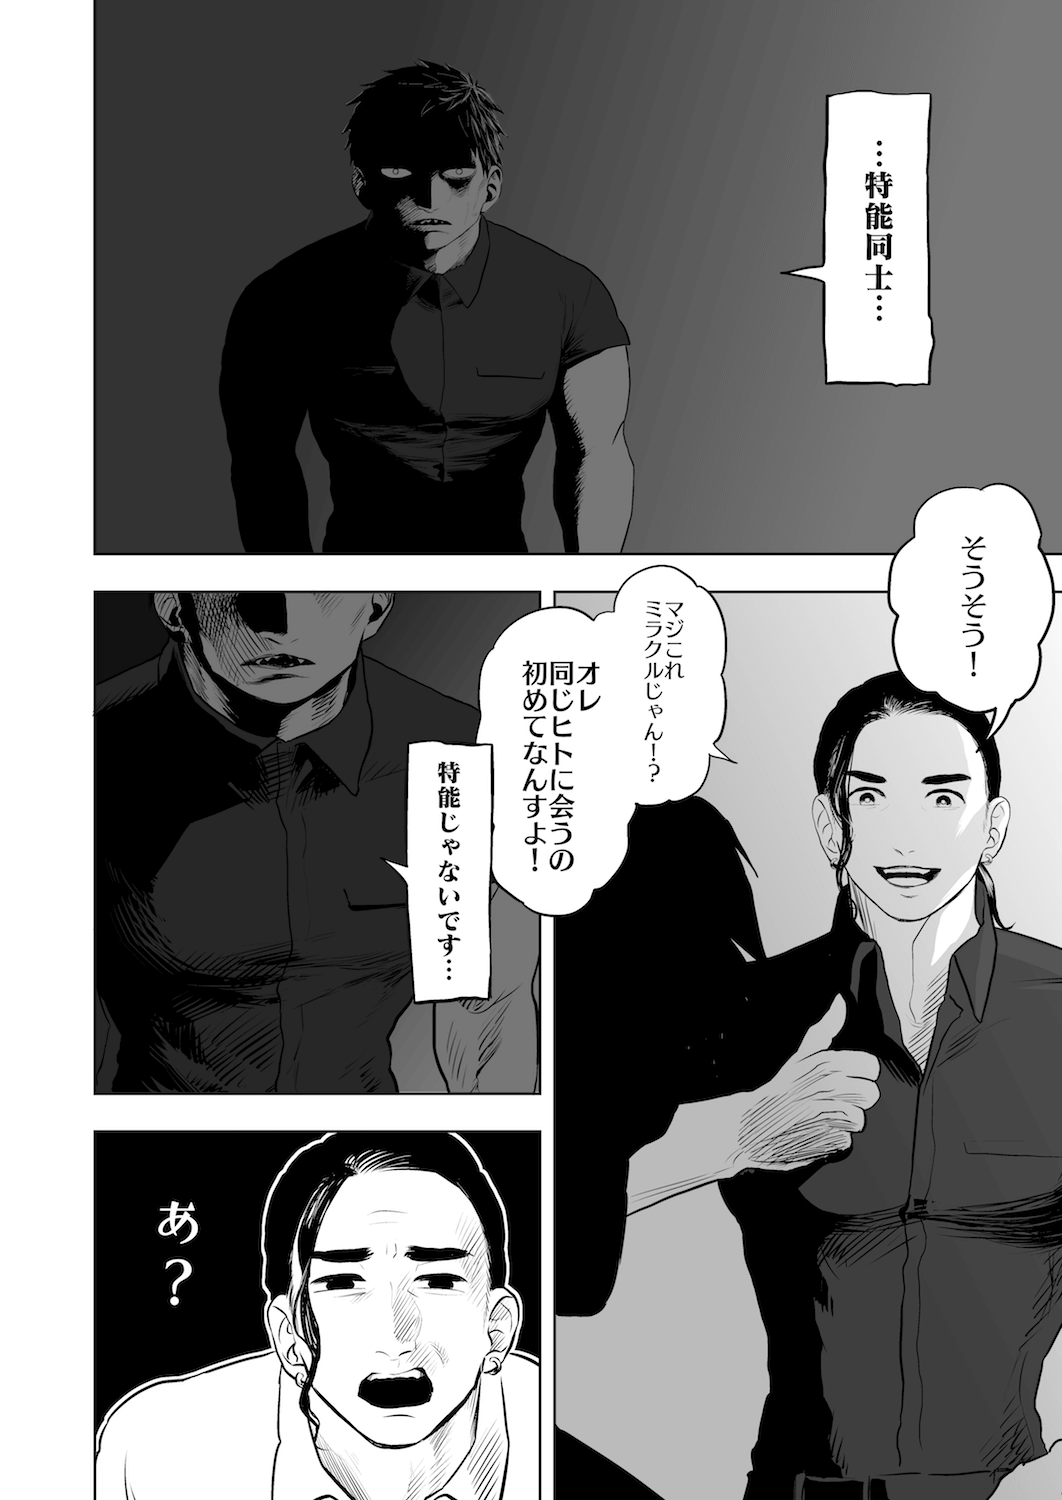 …特能同士…
そうそう！
マジこれ
ミラクルじゃん！？
オレ
同じヒトに会うの
初めてなんすよ！
特能じゃないです…
あ？